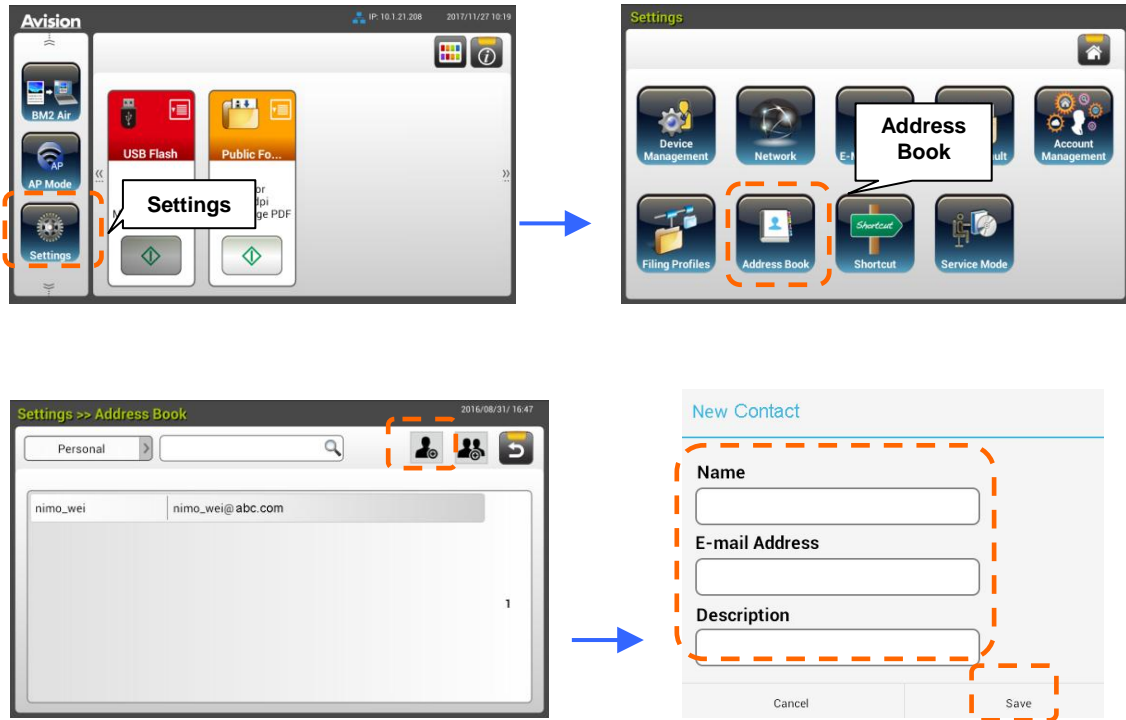 Avision
IP: 10.1.21.208
2017/11/27 10:19
BM2 Air
AP
AP Mode
Settings
USB Flash
Public Fo...
ge PDF
Settings
Settings
Device
Management
Network
Address
Book
Account
Management
Filing Profiles
Address Book
Shortcut
Shortcut
Service Mode
Settings >> Address Book
2016/08/31/ 16:47
Personal
nimo_wei
nimo_wei@abc.com
1
New Contact
Name
E-mail Address
Description
Cancel
Save